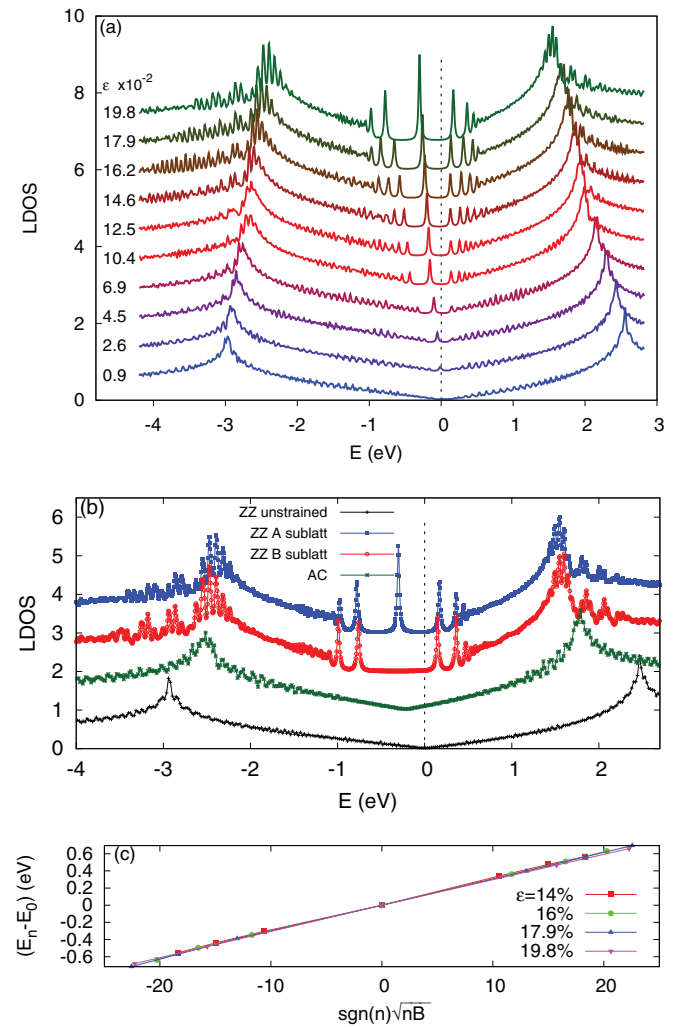 (a)
10
8
6
4
2
0
LDOS
ε x10-2
19.8
17.9
16.2
14.6
12.5
10.4
6.9
4.5
2.6
0.9
-4 -3 -2 -1 0 1 2 3
E (eV)
(b)
6
5
4
3
2
1
0
LDOS
ZZ unstrained
ZZ A sublatt
ZZ B sublatt
AC
-4 -3 -2 -1 0 1 2
E (eV)
(c)
0.6
0.4
0.2
0
-0.2
-0.4
-0.6
(En-E0) (eV)
ε=14%
16%
17.9%
19.8%
-20 -10 0 10 20
sgn(n)√nB